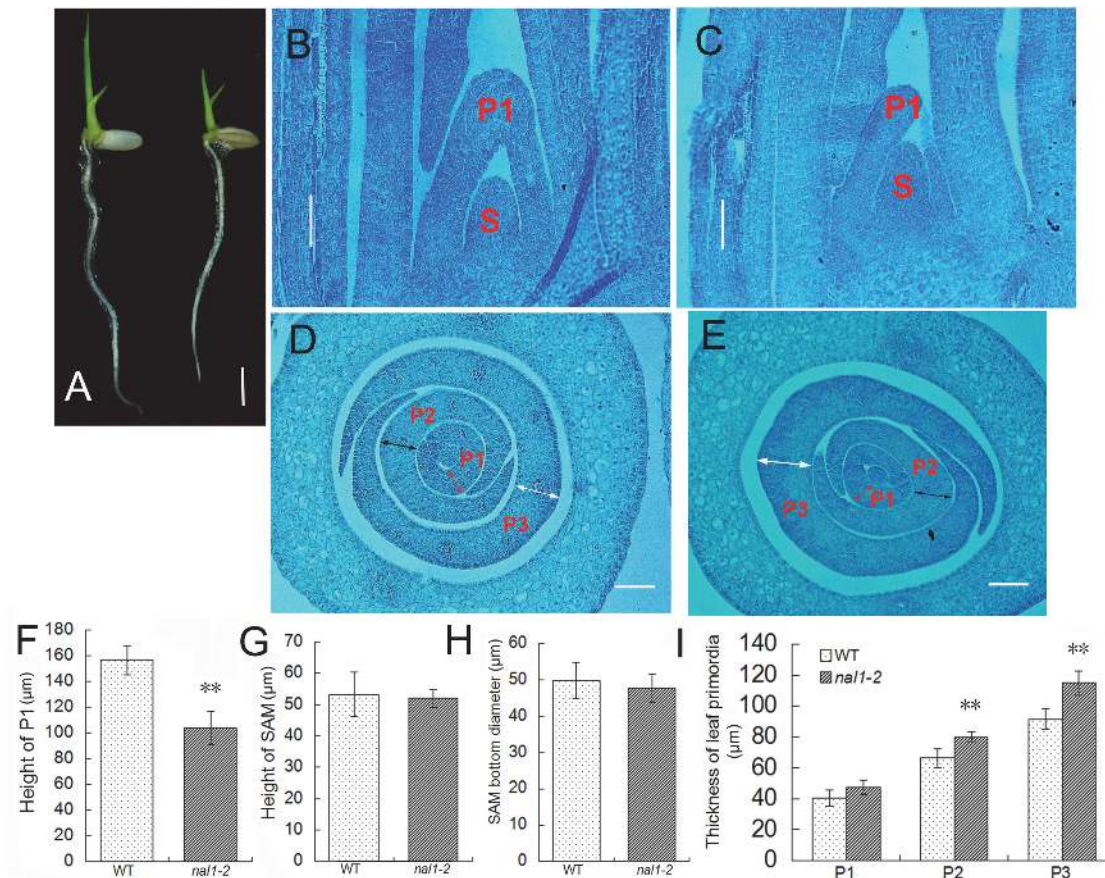 A
B
P1
S
C
P1
S
D
P2
P1
P3
E
P2
P1
P3
F
Height of P1 (µm)
180
160
140
120
100
80
60
40
20
0
**
WT
nal1-2
G
Height of SAM (µm)
70
60
50
40
30
20
10
0
WT
nal1-2
H
SAM bottom diameter (µm)
60
50
40
30
20
10
0
WT
nal1-2
I
Thickness of leaf primordia
(µm)
140
120
100
80
60
40
20
0
WT
nal1-2
**
**
P1
P2
P3